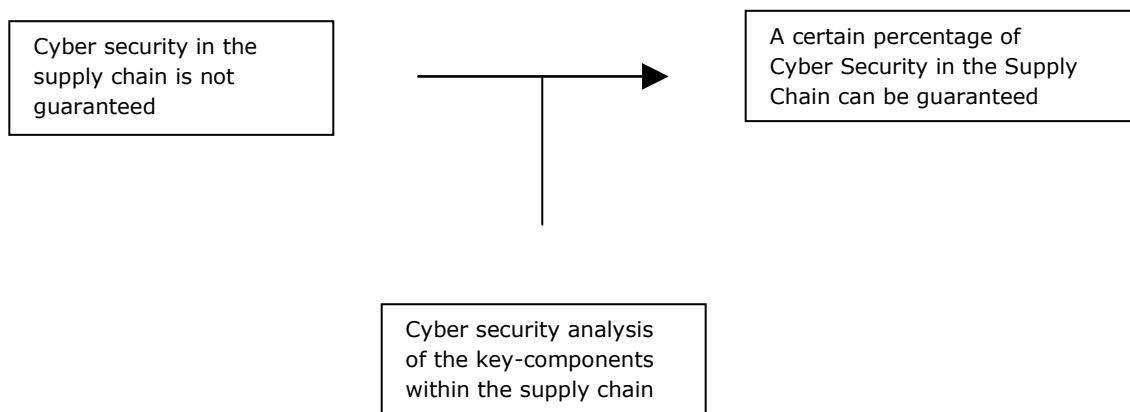 Cyber security in the
supply chain is not
guaranteed
A certain percentage of
Cyber Security in the Supply
Chain can be guaranteed
Cyber security analysis
of the key-components
within the supply chain